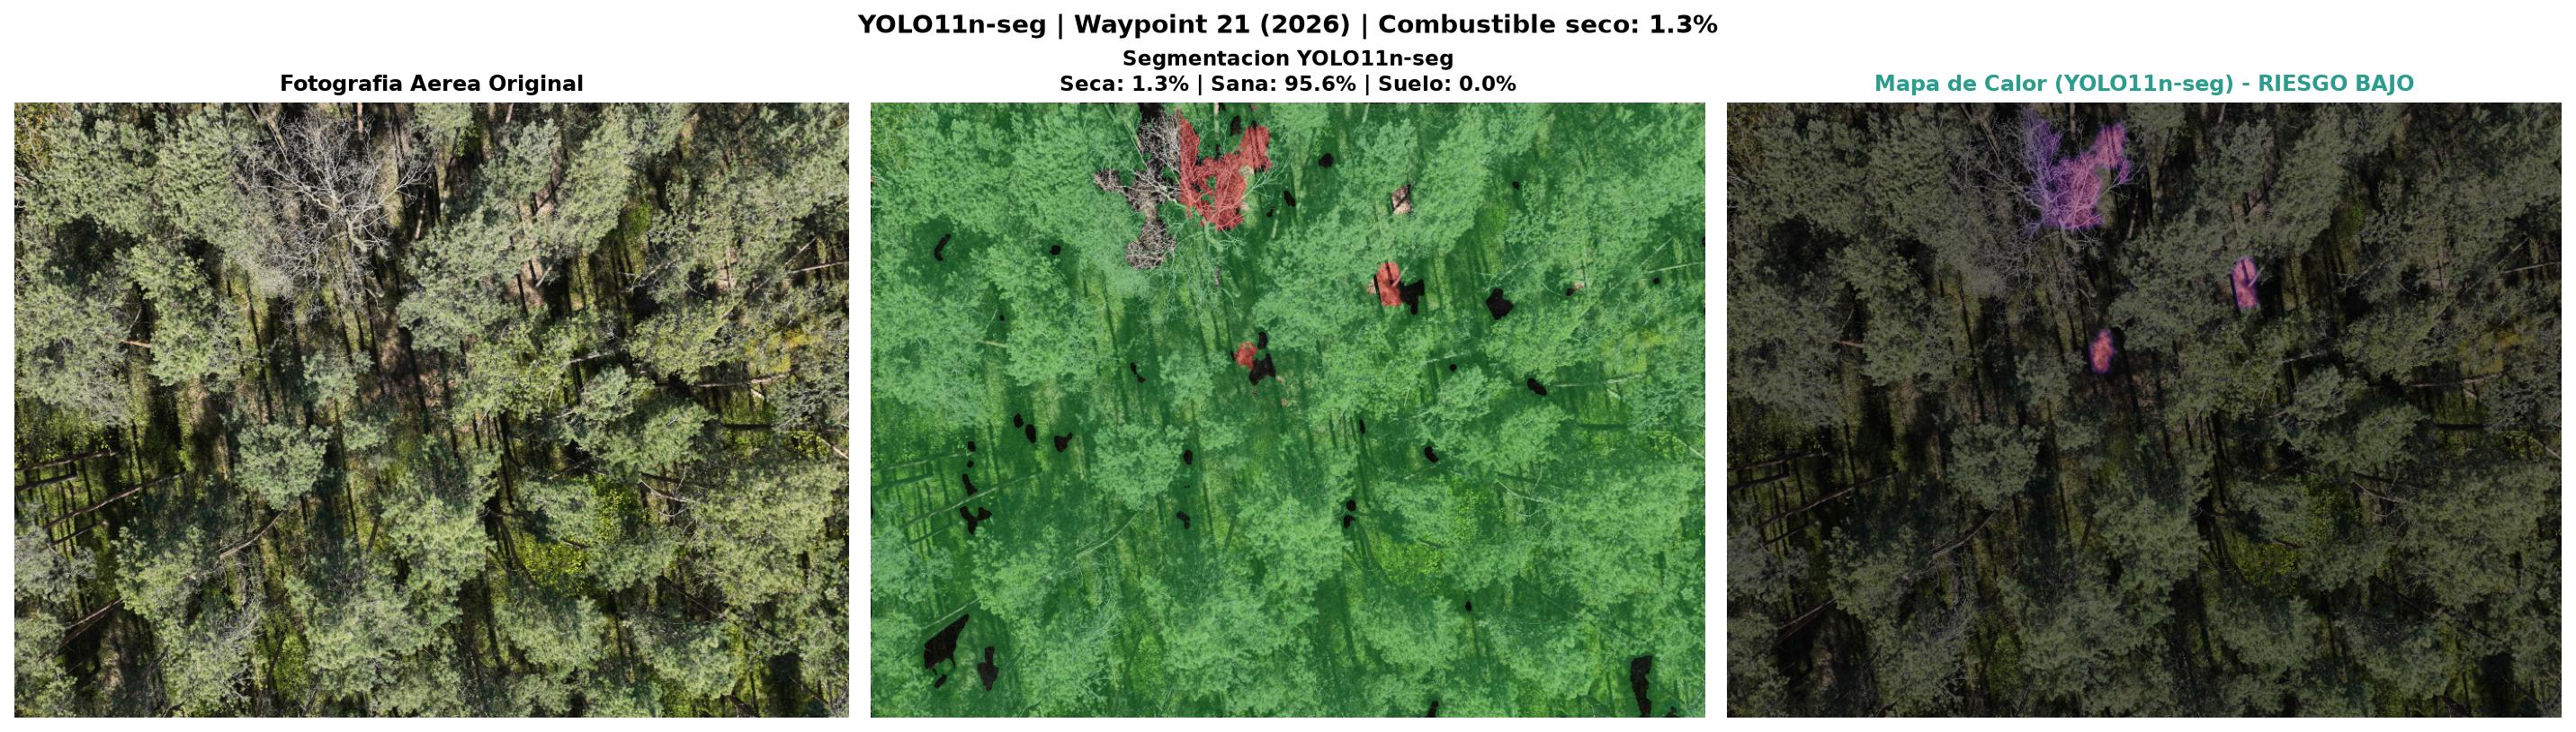 YOLO11n-seg | Waypoint 21 (2026) | Combustible seco: 1.3%
Fotografia Aerea Original
Segmentacion YOLO11n-seg
Seca: 1.3% | Sana: 95.6% | Suelo: 0.0%
Mapa de Calor (YOLO11n-seg) - RIESGO BAJO